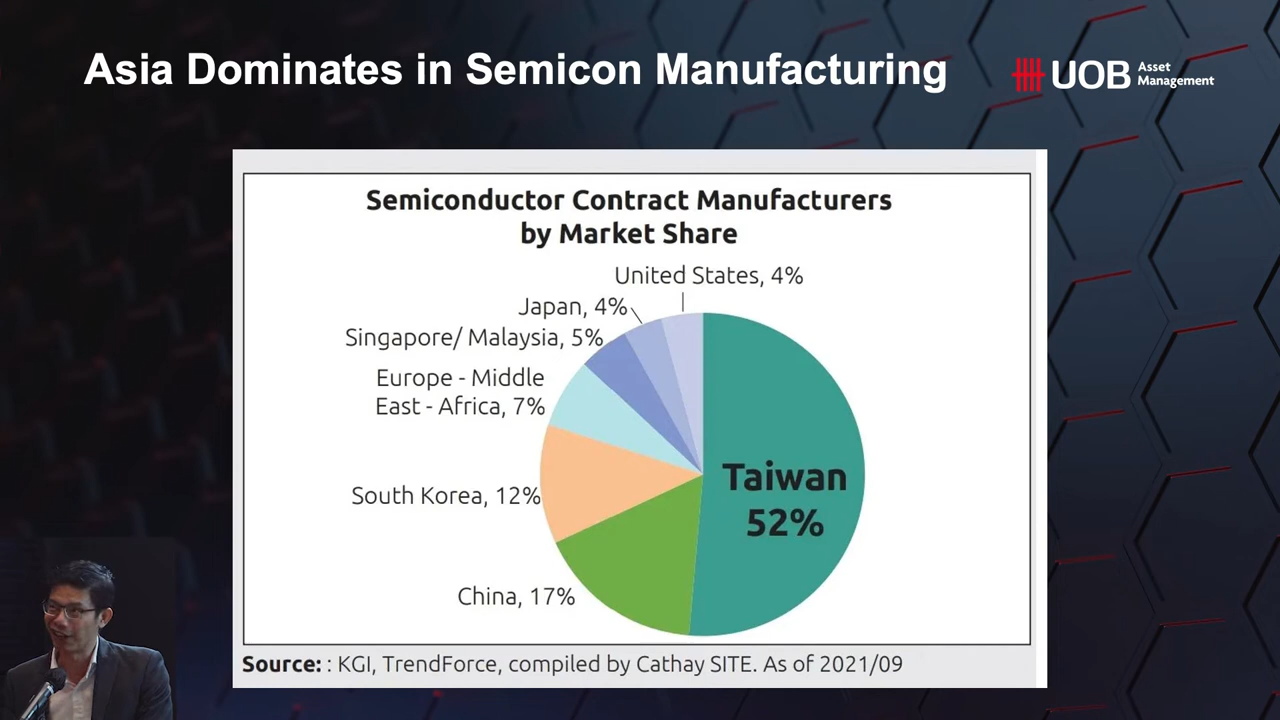 Asia Dominates in Semicon Manufacturing
UOB Asset
Management
Semiconductor Contract Manufacturers
by Market Share
United States, 4%
Japan, 4%
Singapore/ Malaysia, 5%
Europe - Middle
East - Africa, 7%
South Korea, 12%
China, 17%
Taiwan
52%
Source: : KGI, TrendForce, compiled by Cathay SITE. As of 2021/09